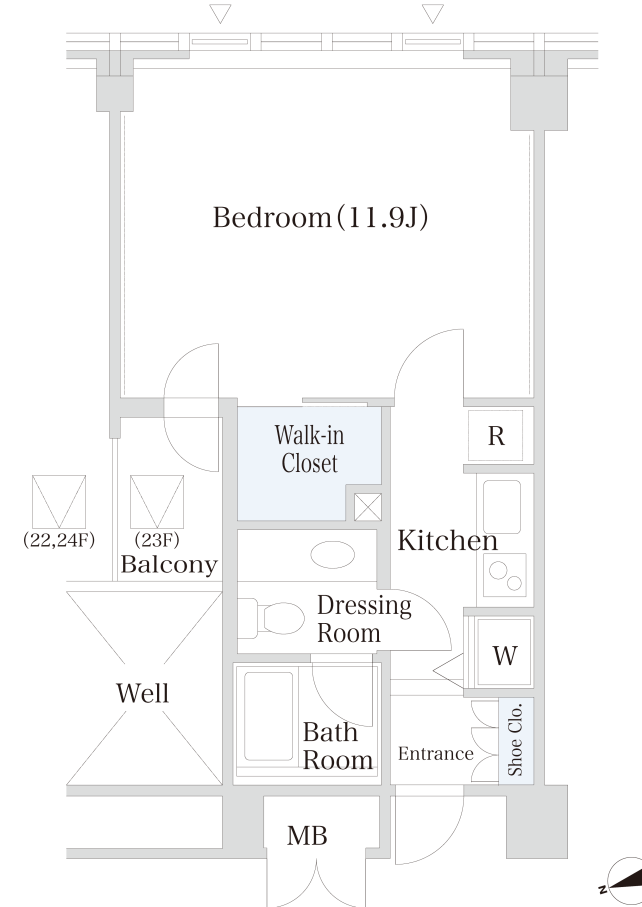 Bedroom(11.9J)
Walk-in
Closet
R
Kitchen
(22,24F)
(23F)
Balcony
Dressing
Room
W
Well
Bath
Room
Entrance
Shoe Clo.
MB
N